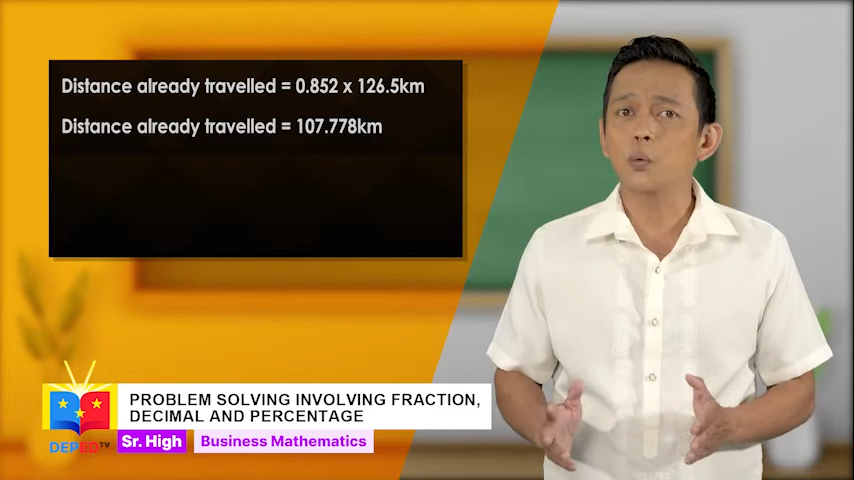 Distance already travelled = 0.852 x 126.5km
Distance already travelled = 107.778km
PROBLEM SOLVING INVOLVING FRACTION,
DECIMAL AND PERCENTAGE
DEPED TV
Sr. High
Business Mathematics